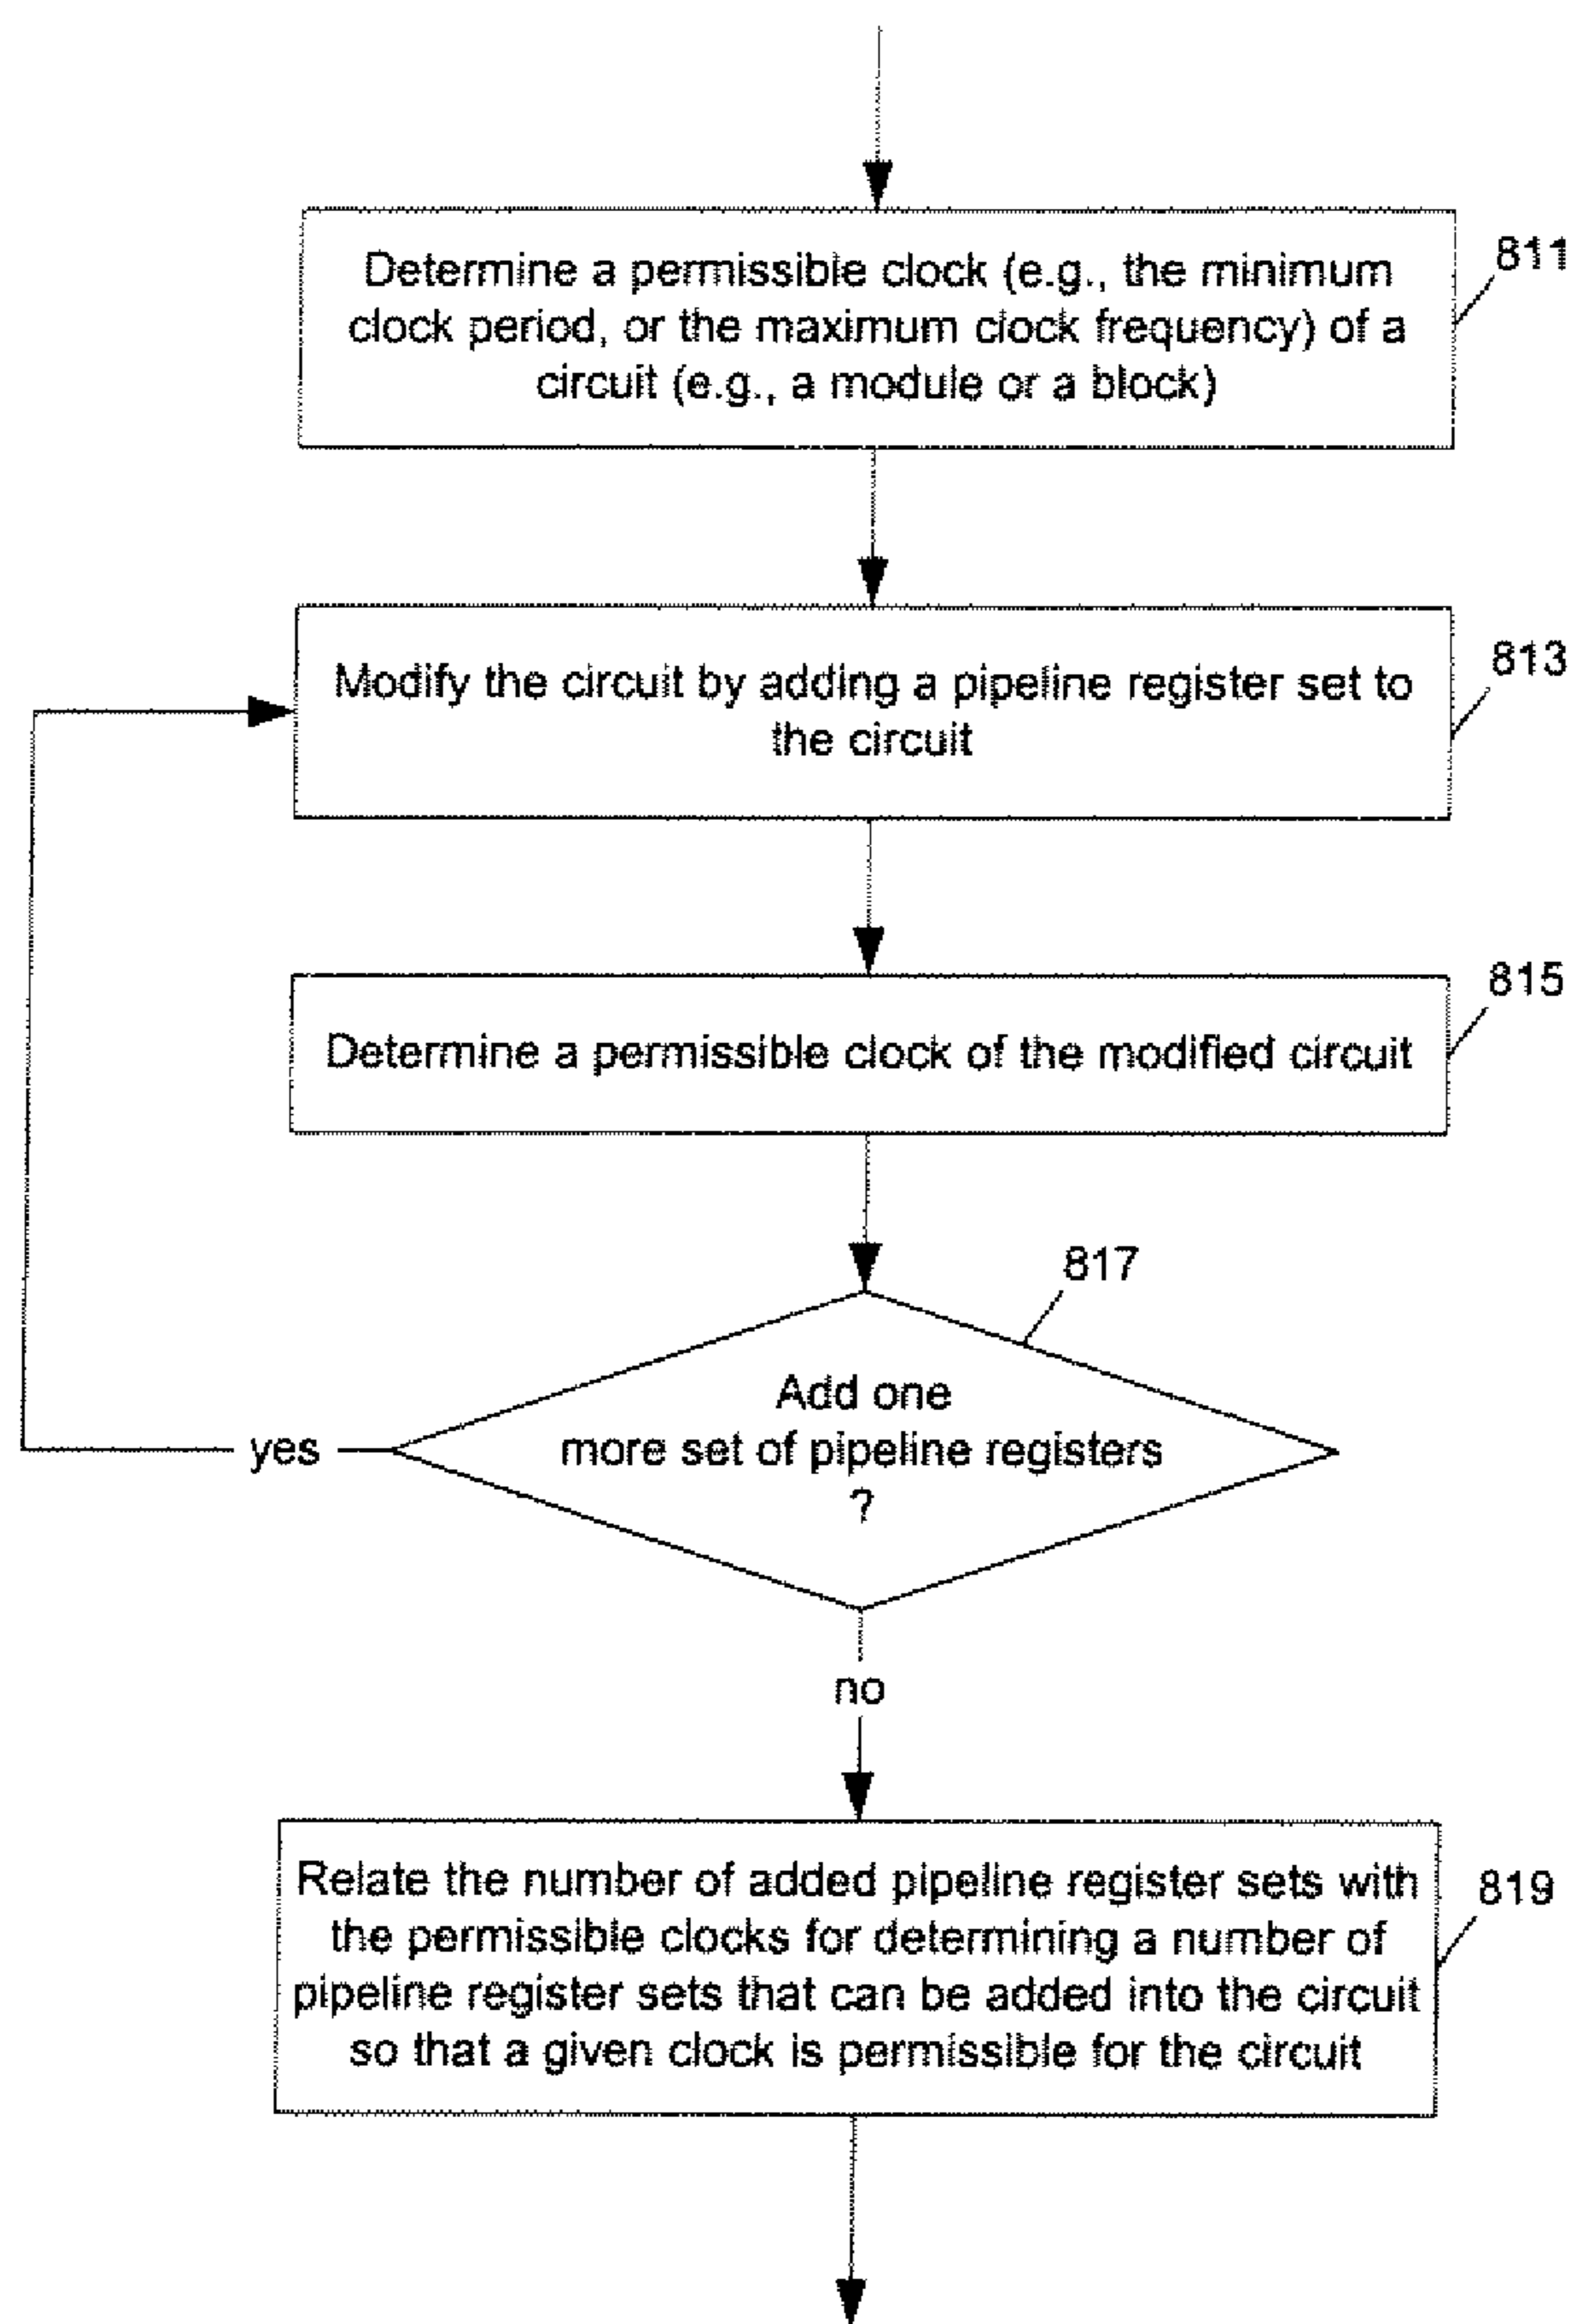 Determine a permissible clock (e.g., the minimum
clock period, or the maximum clock frequency) of a
circuit (e.g., a module or a block)
811
Modify the circuit by adding a pipeline register set to
the circuit
813
Determine a permissible clock of the modified circuit
815
817
Add one
more set of pipeline registers
?
yes
no
Relate the number of added pipeline register sets with
the permissible clocks for determining a number of
pipeline register sets that can be added into the circuit
so that a given clock is permissible for the circuit
819